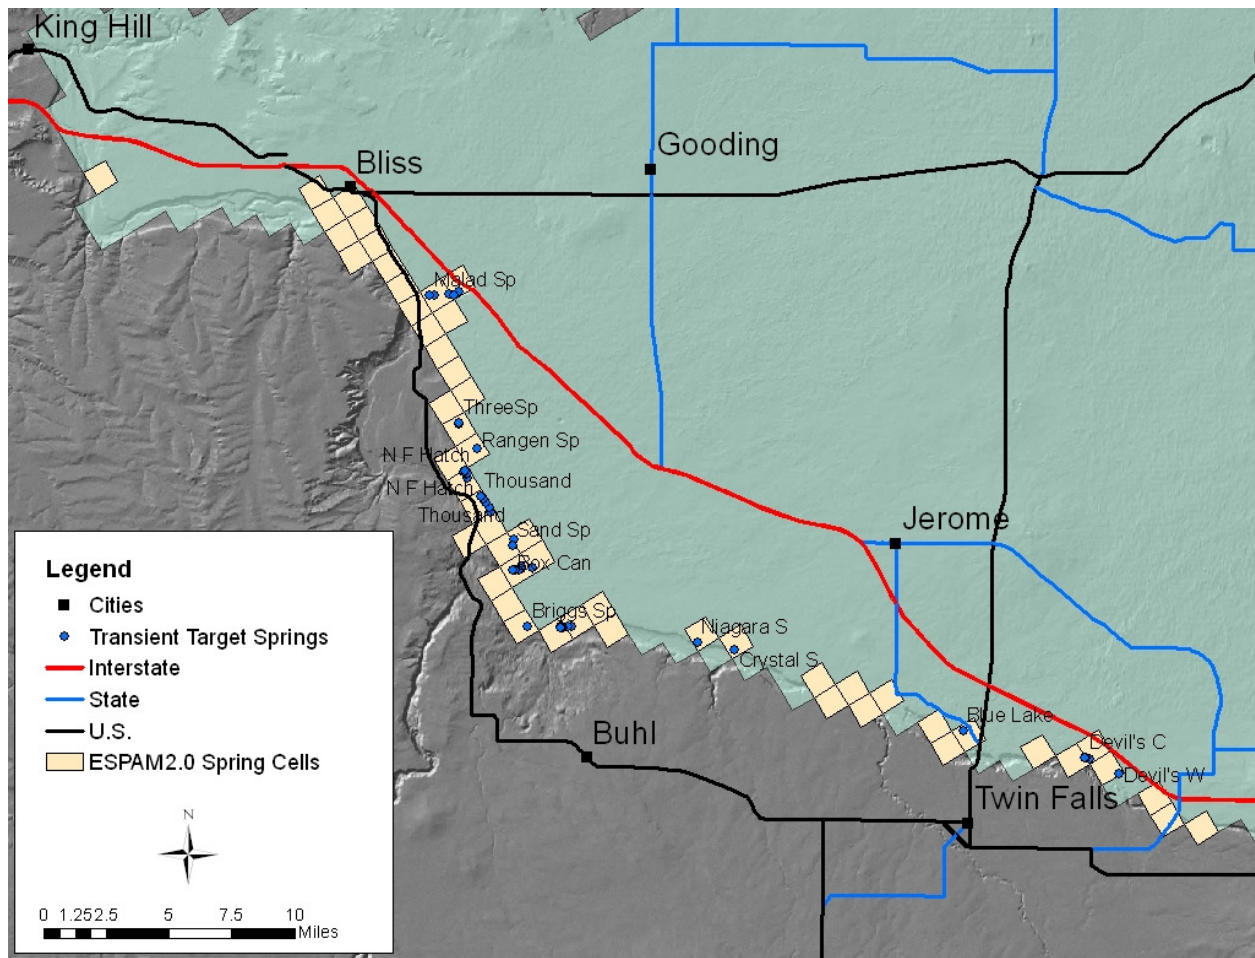 King Hill
Gooding
Bliss
Malad Sp
ThreeSp
Rangen Sp
N F Hatch
Thousand
N F Hatch
Thousand
Sand Sp
Box Can
Briggs Sp
Niagara S
Crystal S
Jerome
Blue Lake
Devil's C
Devil's W
Buhl
Twin Falls
Legend
Cities
Transient Target Springs
Interstate
State
U.S.
ESPAM2.0 Spring Cells
N
0 1.25 2.5 5 7.5 10
Miles